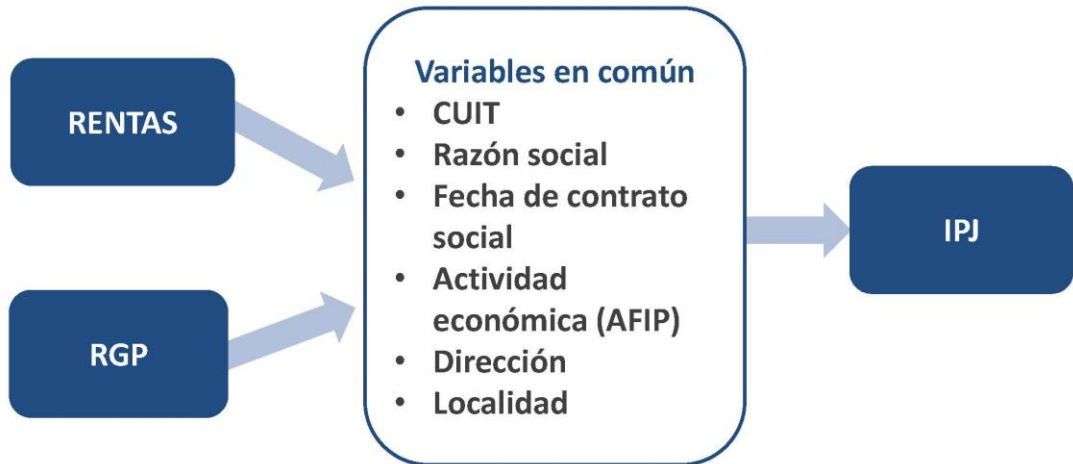 RENTAS
RGP
Variables en común
• CUIT
• Razón social
• Fecha de contrato
social
• Actividad
económica (AFIP)
• Dirección
• Localidad
IPJ